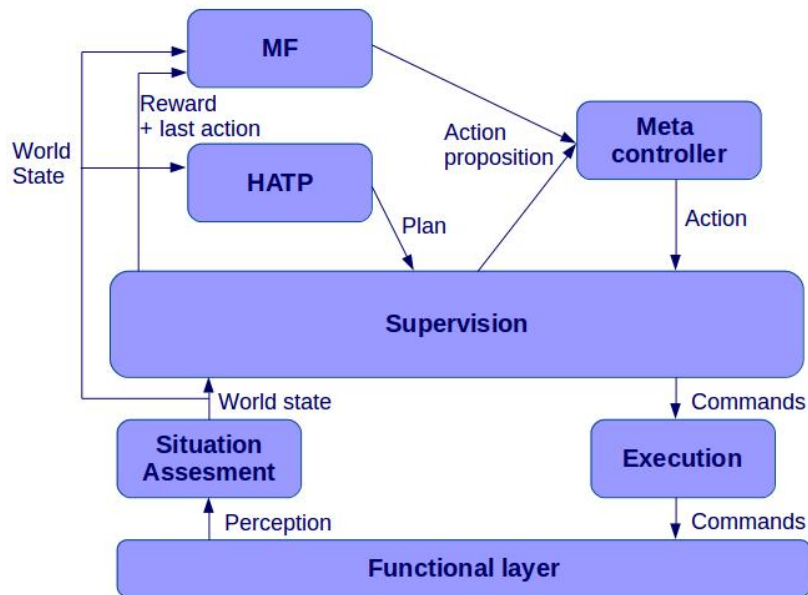 MF
Reward
+ last action
Meta
controller
Action
proposition
World
State
HATP
Plan
Action
Supervision
World state
Commands
Situation
Assesment
Execution
Perception
Commands
Functional layer